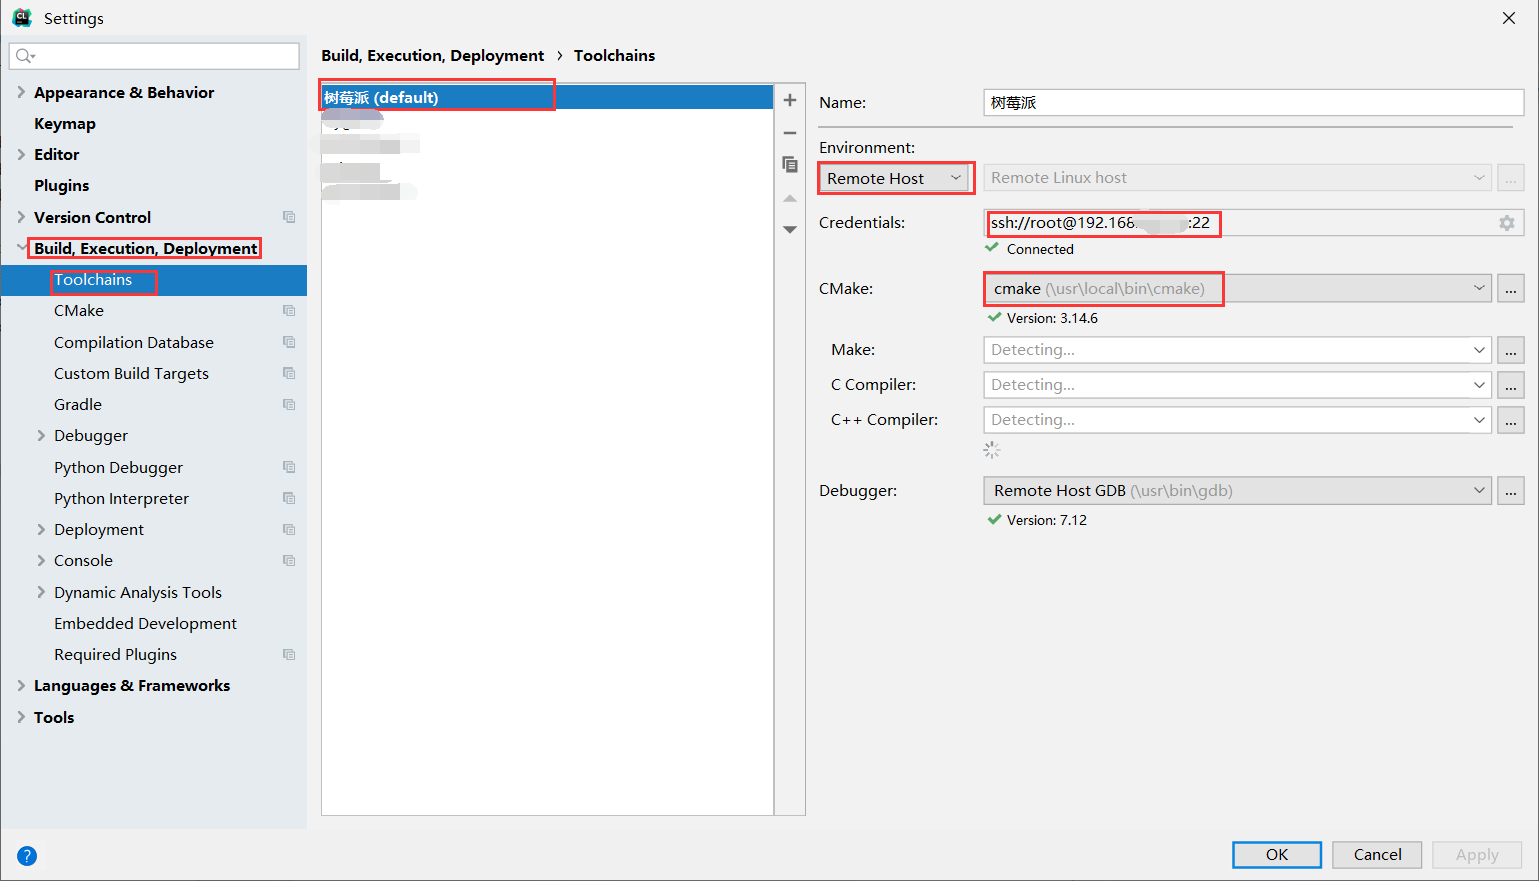 Settings
Appearance & Behavior
Keymap
Editor
Plugins
Version Control
Build, Execution, Deployment
Toolchains
CMake
Compilation Database
Custom Build Targets
Gradle
Debugger
Python Debugger
Python Interpreter
Deployment
Console
Dynamic Analysis Tools
Embedded Development
Required Plugins
Languages & Frameworks
Tools
?
Build, Execution, Deployment › Toolchains
树莓派 (default)
Name: 树莓派
Environment:
Remote Host Remote Linux host ...
Credentials: ssh://root@192.168 :22
Connected
CMake: cmake (\usr\local\bin\cmake) ...
Version: 3.14.6
Make: Detecting... ...
C Compiler: Detecting... ...
C++ Compiler: Detecting... ...
Debugger: Remote Host GDB (\usr\bin\gdb) ...
Version: 7.12
OK Cancel Apply